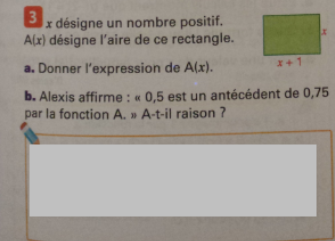 3 x désigne un nombre positif.
A(x) désigne l'aire de ce rectangle.
x
x + 1
a. Donner l'expression de A(x).
b. Alexis affirme : « 0,5 est un antécédent de 0,75
par la fonction A. » A-t-il raison ?